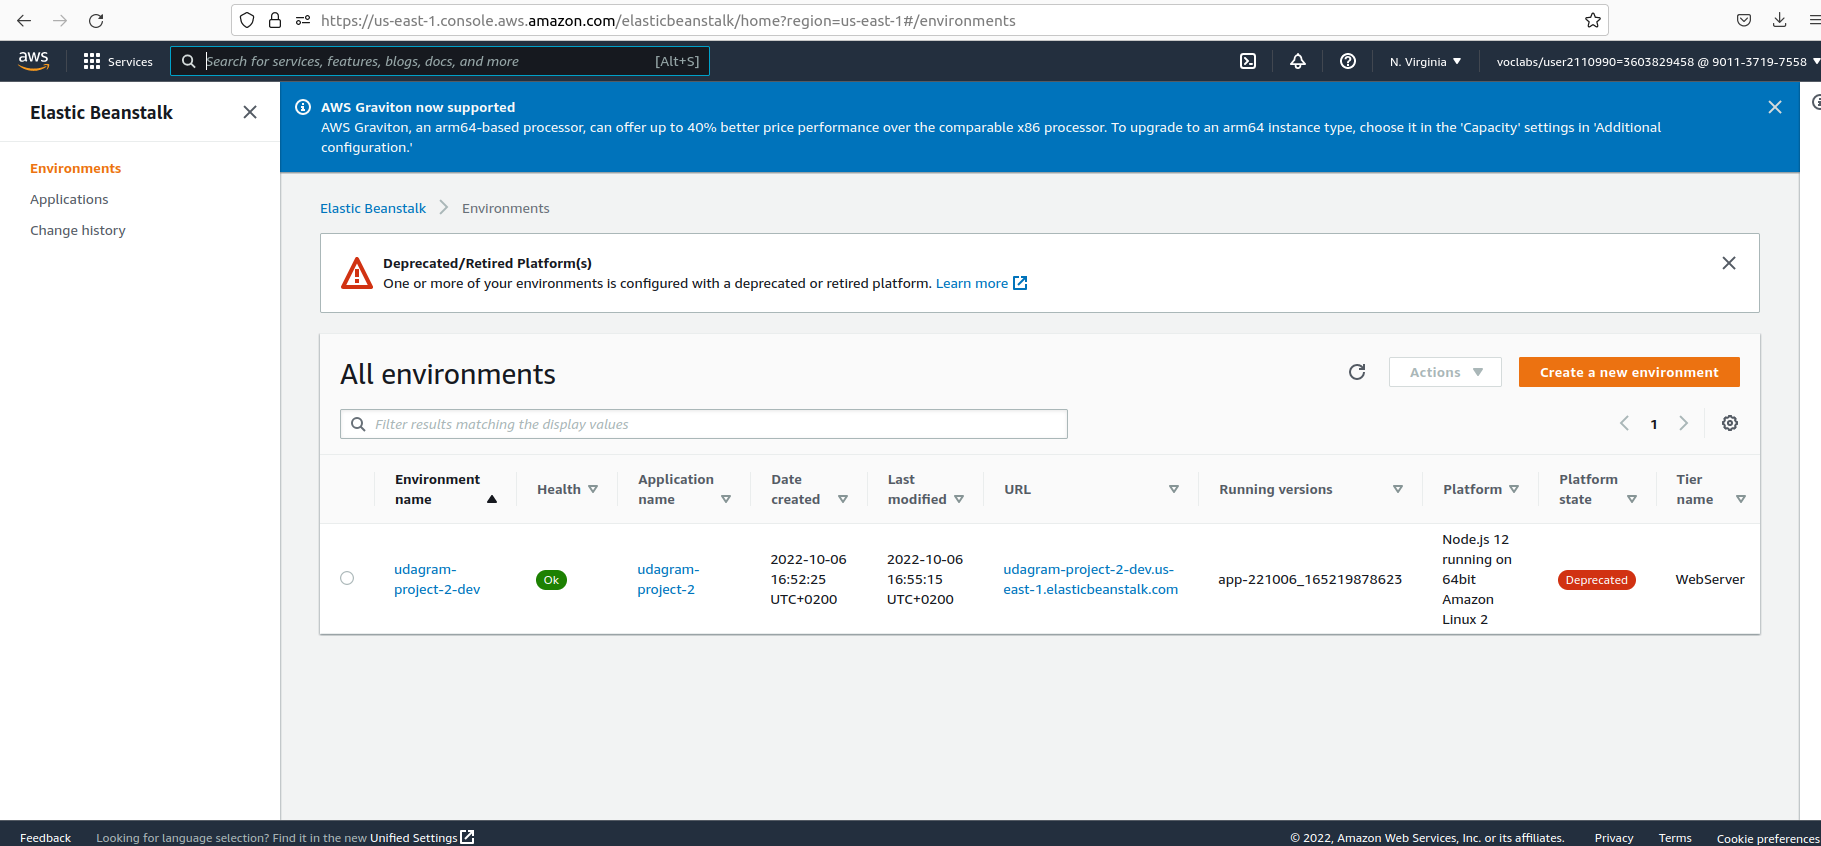 https://us-east-1.console.aws.amazon.com/elasticbeanstalk/home?region=us-east-1#/environments
aws
Services
Search for services, features, blogs, docs, and more
[Alt+S]
N. Virginia
voclabs/user2110990=3603829458 @ 9011-3719-7558
Elastic Beanstalk
Environments
Applications
Change history
AWS Graviton now supported
AWS Graviton, an arm64-based processor, can offer up to 40% better price performance over the comparable x86 processor. To upgrade to an arm64 instance type, choose it in the 'Capacity' settings in 'Additional
configuration.'
Elastic Beanstalk > Environments
Deprecated/Retired Platform(s)
One or more of your environments is configured with a deprecated or retired platform. Learn more
All environments
Actions
Create a new environment
Filter results matching the display values
1
Environment
name
Health
Application
name
Date
created
Last
modified
URL
Running versions
Platform
Platform
state
Tier
name
udagram-
project-2-dev
Ok
udagram-
project-2
2022-10-06
16:52:25
UTC+0200
2022-10-06
16:55:15
UTC+0200
udagram-project-2-dev.us-
east-1.elasticbeanstalk.com
app-221006_165219878623
Node.js 12
running on
64bit
Amazon
Linux 2
Deprecated
WebServer
Feedback
Looking for language selection? Find it in the new Unified Settings
© 2022, Amazon Web Services, Inc. or its affiliates.
Privacy
Terms
Cookie preferences